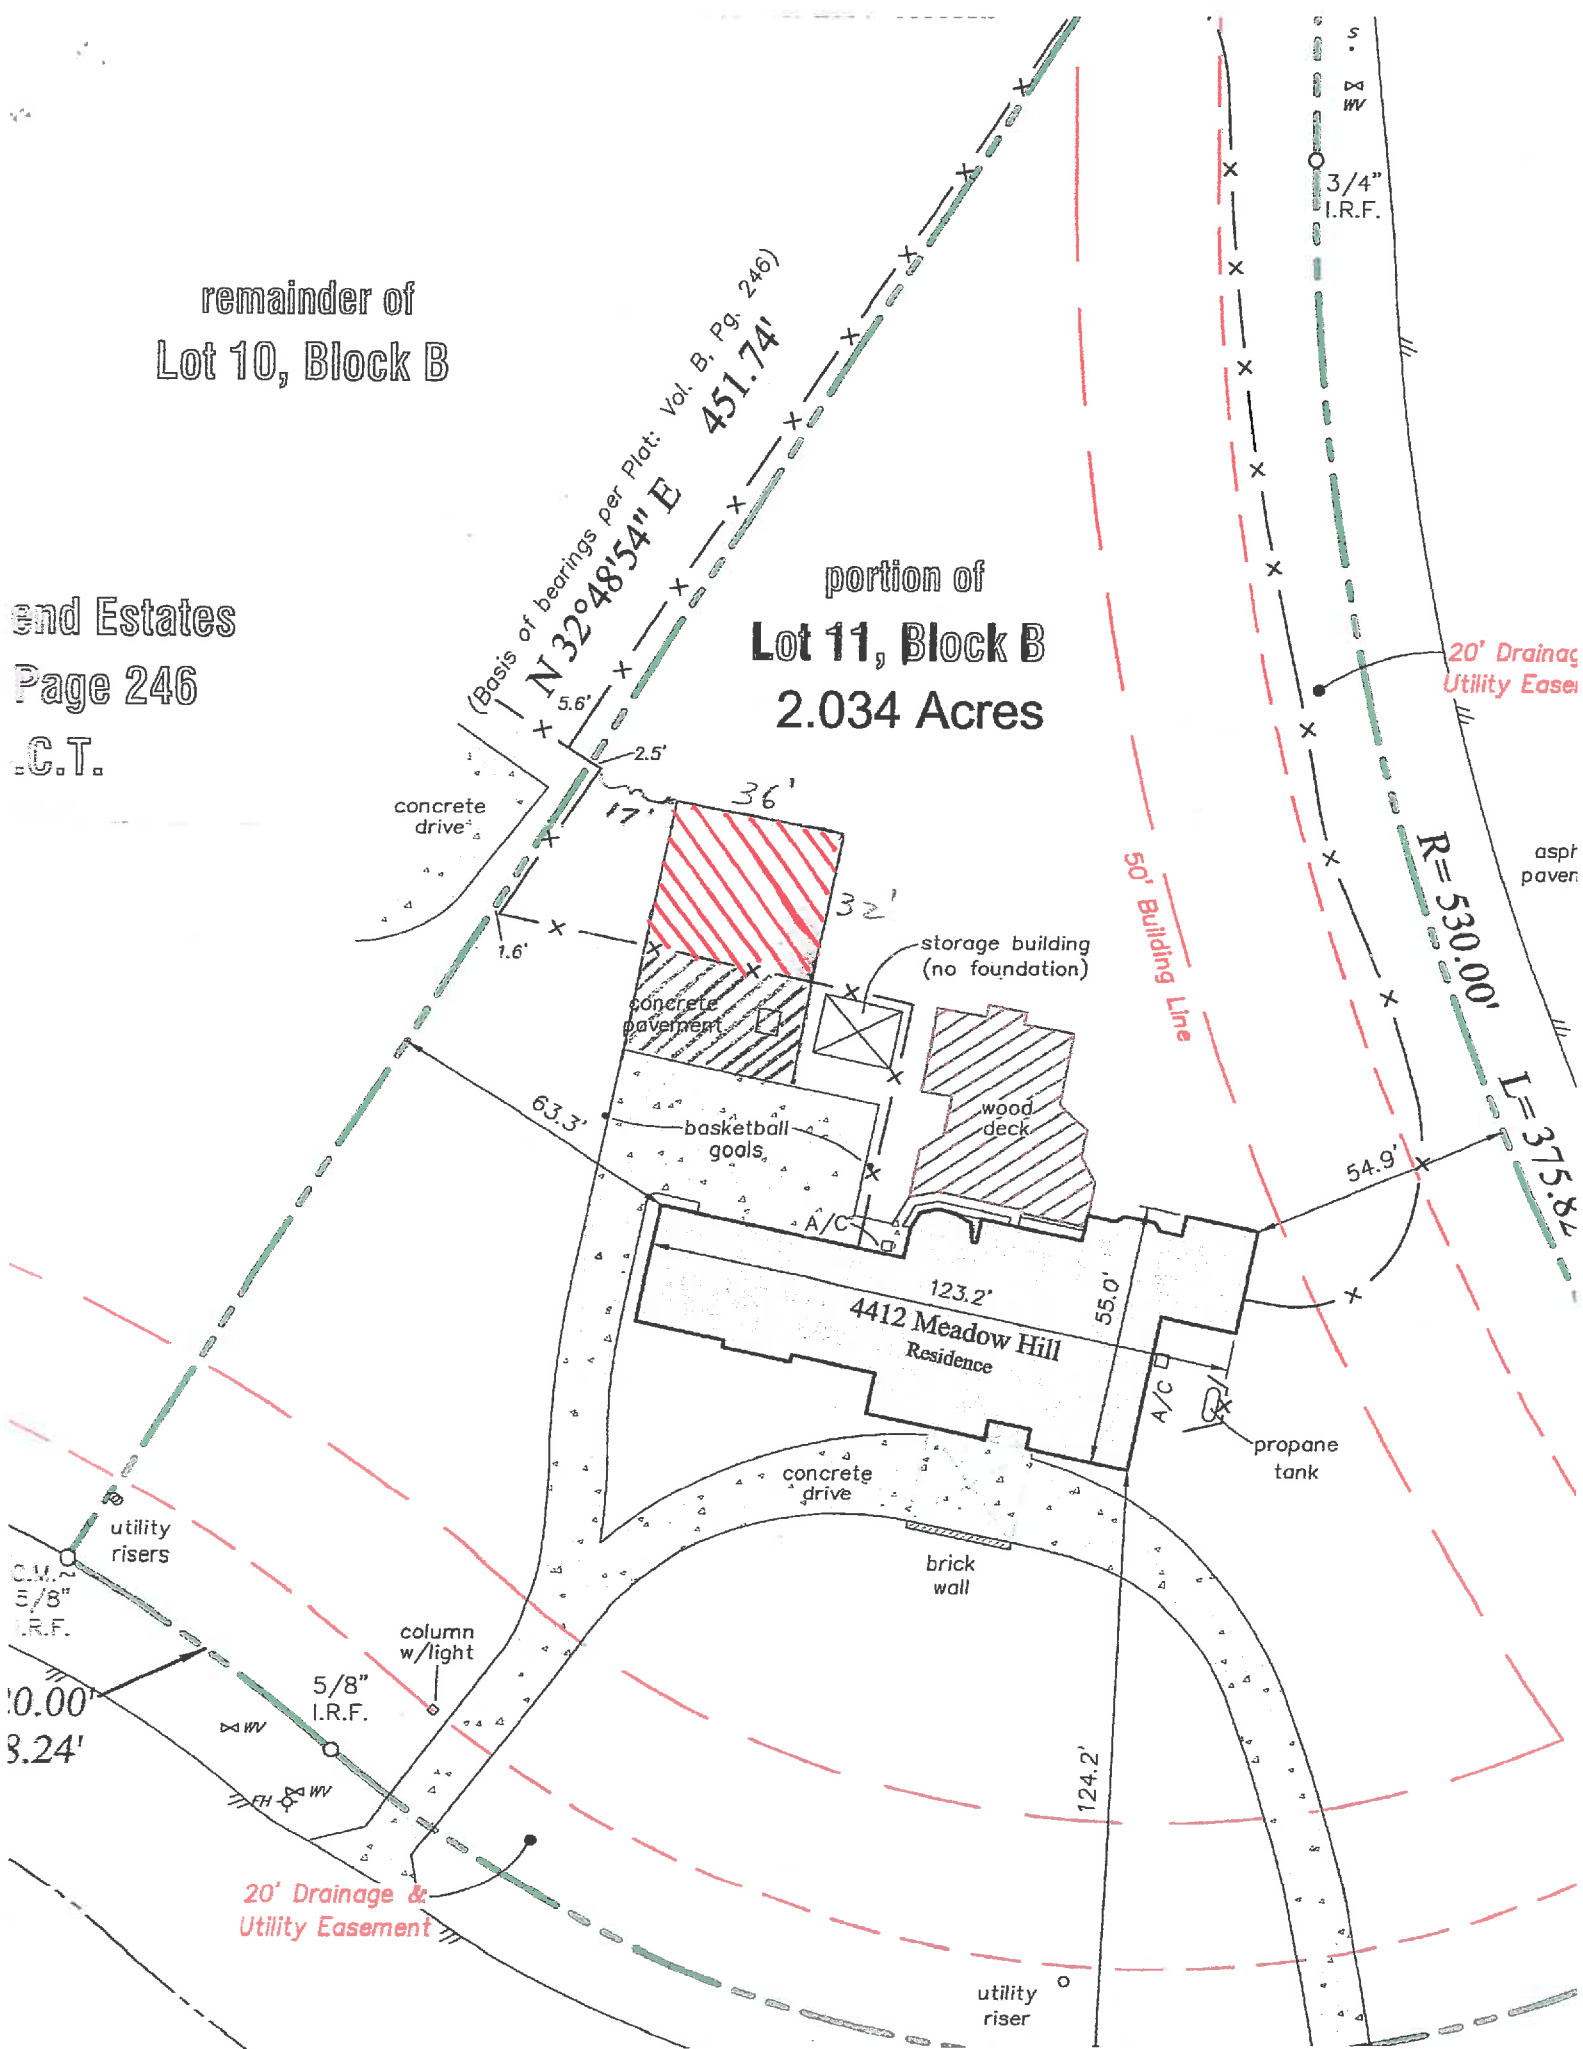 S
WV
3/4"
I.R.F.
remainder of
Lot 10, Block B
(Basis of bearings per Plat: Vol. B, Pg. 246)
N 32°48'54" E 451.74'
end Estates
Page 246
.C.T.
portion of
Lot 11, Block B
2.034 Acres
20' Drainag
Utility Ease
5.6'
2.5'
concrete
drive
17'
36'
32'
1.6'
50' Building Line
R=530.00'
L=375.82
asph
paven
storage building
(no foundation)
concrete
pavement
wood
deck
63.3'
basketball
goals
54.9'
A/C
123.2'
55.0'
4412 Meadow Hill
Residence
A/C
propane
tank
concrete
drive
brick
wall
utility
risers
C.M.~
5/8"
I.R.F.
column
w/light
5/8"
I.R.F.
0.00'
8.24'
WV
FH
WV
124.2'
20' Drainage &
Utility Easement
utility
riser